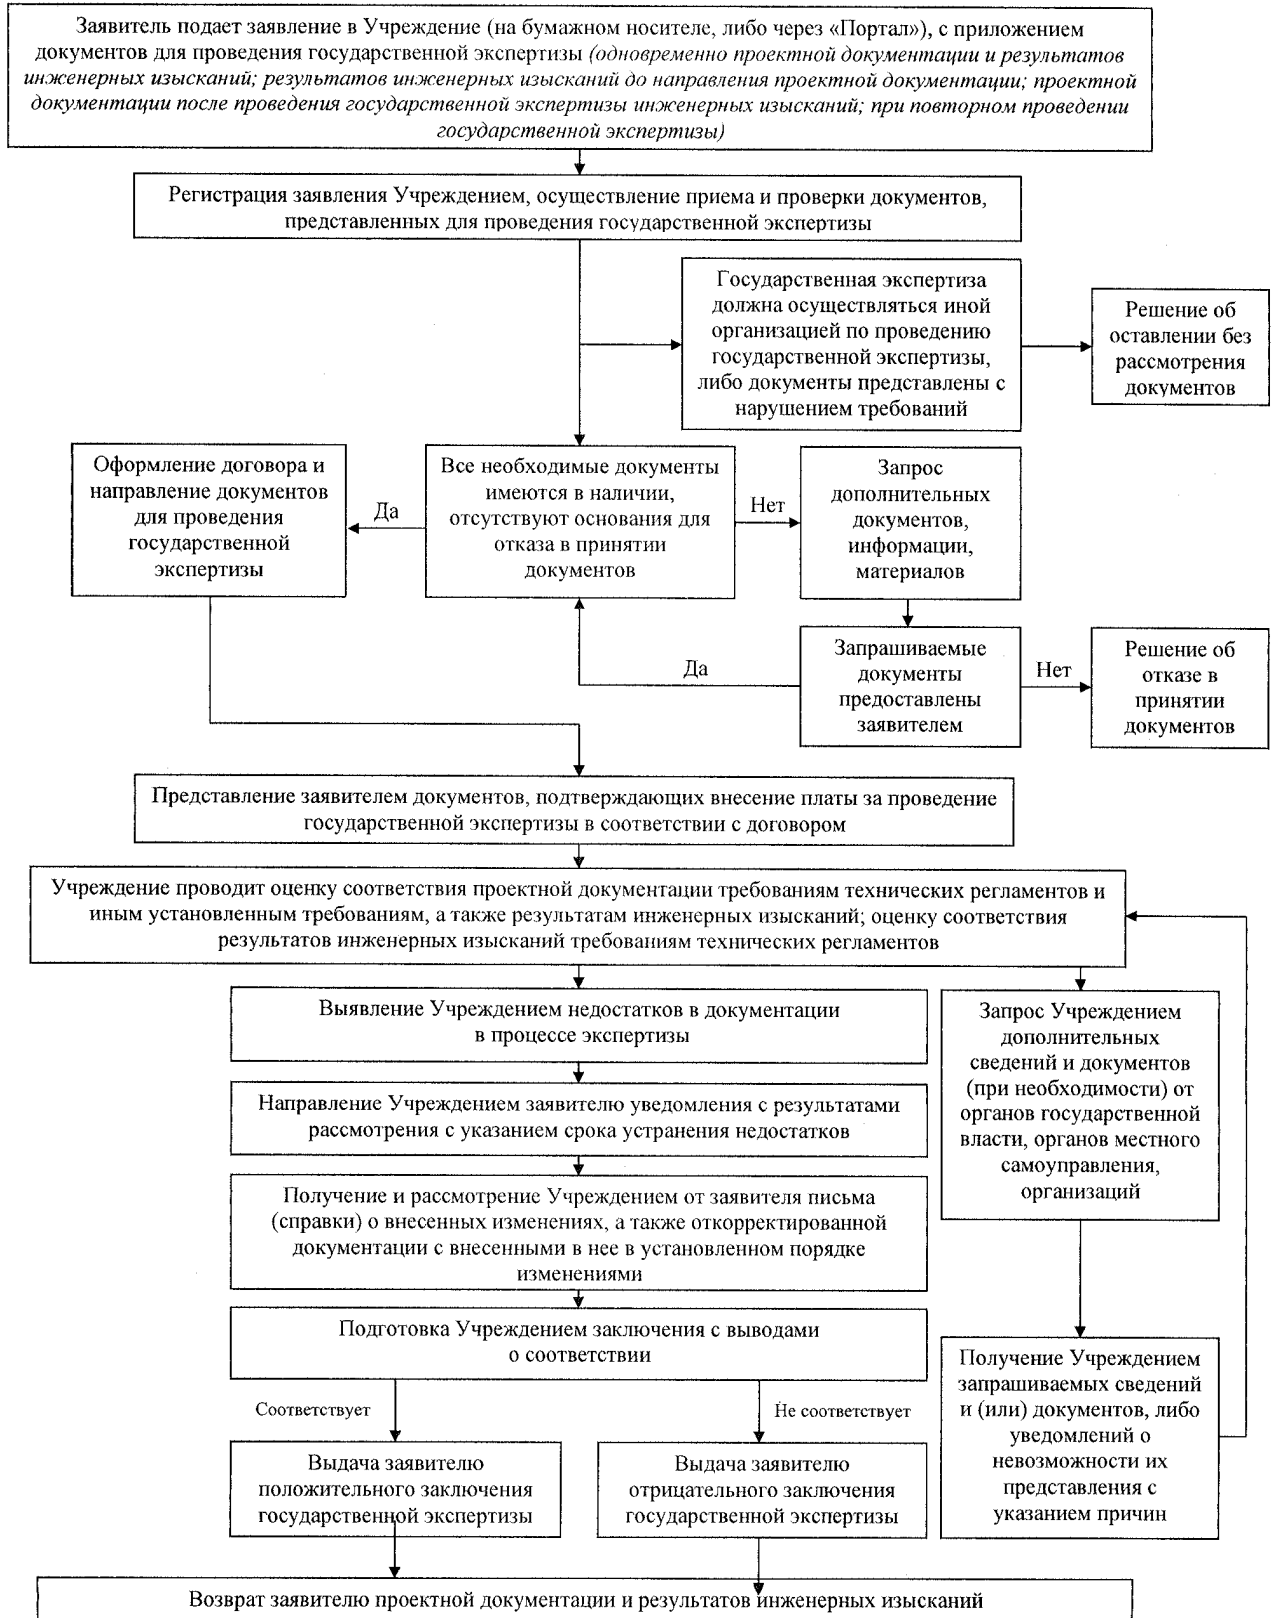 Заявитель подает заявление в Учреждение (на бумажном носителе, либо через «Портал»), с приложением
документов для проведения государственной экспертизы (одновременно проектной документации и результатов
инженерных изысканий; результатов инженерных изысканий до направления проектной документации; проектной
документации после проведения государственной экспертизы инженерных изысканий; при повторном проведении
государственной экспертизы)
Регистрация заявления Учреждением, осуществление приема и проверки документов,
представленных для проведения государственной экспертизы
Государственная экспертиза
должна осуществляться иной
организацией по проведению
государственной экспертизы,
либо документы представлены с
нарушением требований
Решение об
оставлении без
рассмотрения
документов
Оформление договора и
направление документов
для проведения
государственной
экспертизы
Да
Все необходимые документы
имеются в наличии,
отсутствуют основания для
отказа в принятии
документов
Нет
Запрос
дополнительных
документов,
информации,
материалов
Да
Запрашиваемые
документы
предоставлены
заявителем
Нет
Решение об
отказе в
принятии
документов
Представление заявителем документов, подтверждающих внесение платы за проведение
государственной экспертизы в соответствии с договором
Учреждение проводит оценку соответствия проектной документации требованиям технических регламентов и
иным установленным требованиям, а также результатам инженерных изысканий; оценку соответствия
результатов инженерных изысканий требованиям технических регламентов
Выявление Учреждением недостатков в документации
в процессе экспертизы
Направление Учреждением заявителю уведомления с результатами
рассмотрения с указанием срока устранения недостатков
Получение и рассмотрение Учреждением от заявителя письма
(справки) о внесенных изменениях, а также откорректированной
документации с внесенными в нее в установленном порядке
изменениями
Подготовка Учреждением заключения с выводами
о соответствии
Соответствует
Не соответствует
Выдача заявителю
положительного заключения
государственной экспертизы
Выдача заявителю
отрицательного заключения
государственной экспертизы
Запрос Учреждением
дополнительных
сведений и документов
(при необходимости) от
органов государственной
власти, органов местного
самоуправления,
организаций
Получение Учреждением
запрашиваемых сведений
и (или) документов, либо
уведомлений о
невозможности их
представления с
указанием причин
Возврат заявителю проектной документации и результатов инженерных изысканий